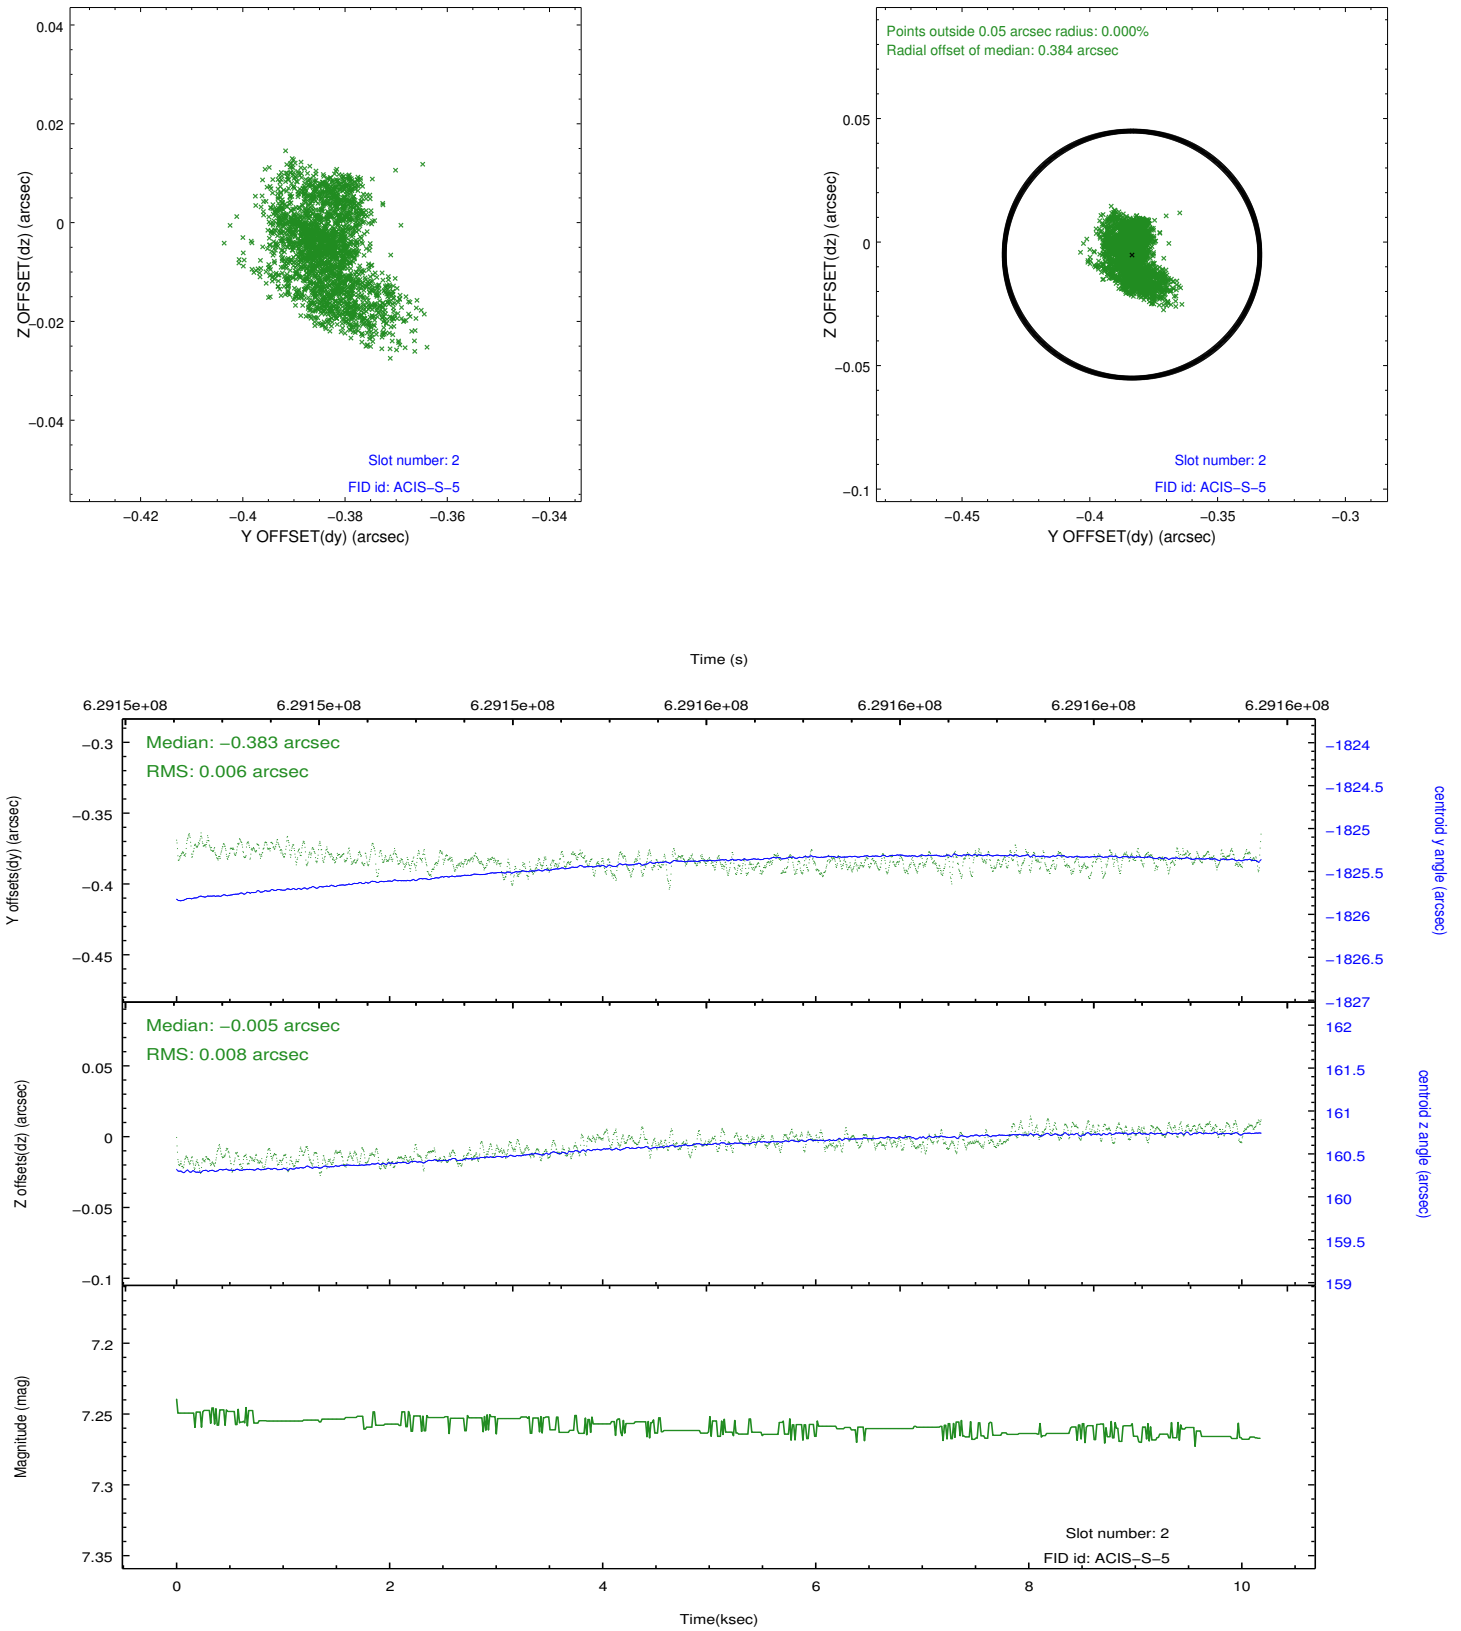 0.04
0.02
0
−0.02
−0.04
Z OFFSET(dz) (arcsec)
Slot number: 2
FID id: ACIS−S−5
−0.42
−0.4
−0.38
−0.36
−0.34
Y OFFSET(dy) (arcsec)
Points outside 0.05 arcsec radius: 0.000%
Radial offset of median: 0.384 arcsec
0.05
0
−0.05
−0.1
Z OFFSET(dz) (arcsec)
Slot number: 2
FID id: ACIS−S−5
−0.45
−0.4
−0.35
−0.3
Y OFFSET(dy) (arcsec)
Time (s)
6.2915e+08
6.2915e+08
6.2915e+08
6.2916e+08
6.2916e+08
6.2916e+08
6.2916e+08
Median: −0.383 arcsec
RMS: 0.006 arcsec
−0.3
−0.35
−0.4
−0.45
Y offsets(dy) (arcsec)
−1824
−1824.5
−1825
−1825.5
−1826
−1826.5
−1827
centroid y angle (arcsec)
Median: −0.005 arcsec
RMS: 0.008 arcsec
0.05
0
−0.05
−0.1
Z offsets(dz) (arcsec)
162
161.5
161
160.5
160
159.5
159
centroid z angle (arcsec)
7.2
7.25
7.3
7.35
Magnitude (mag)
Slot number: 2
FID id: ACIS−S−5
0
2
4
6
8
10
Time(ksec)